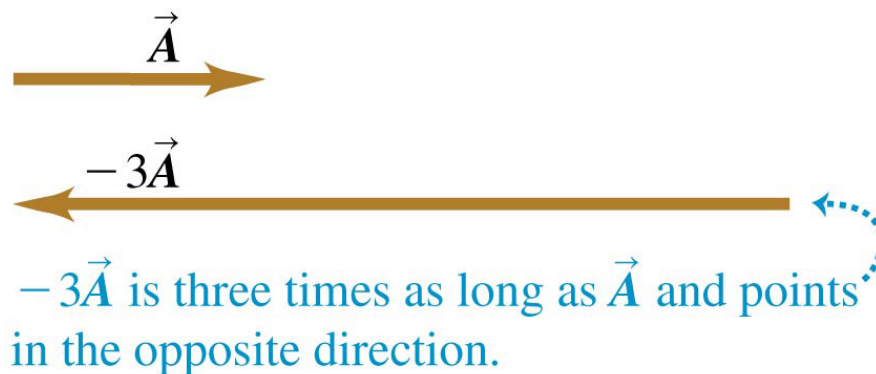 A⃗
−3A⃗
−3A⃗ is three times as long as A⃗ and points
in the opposite direction.